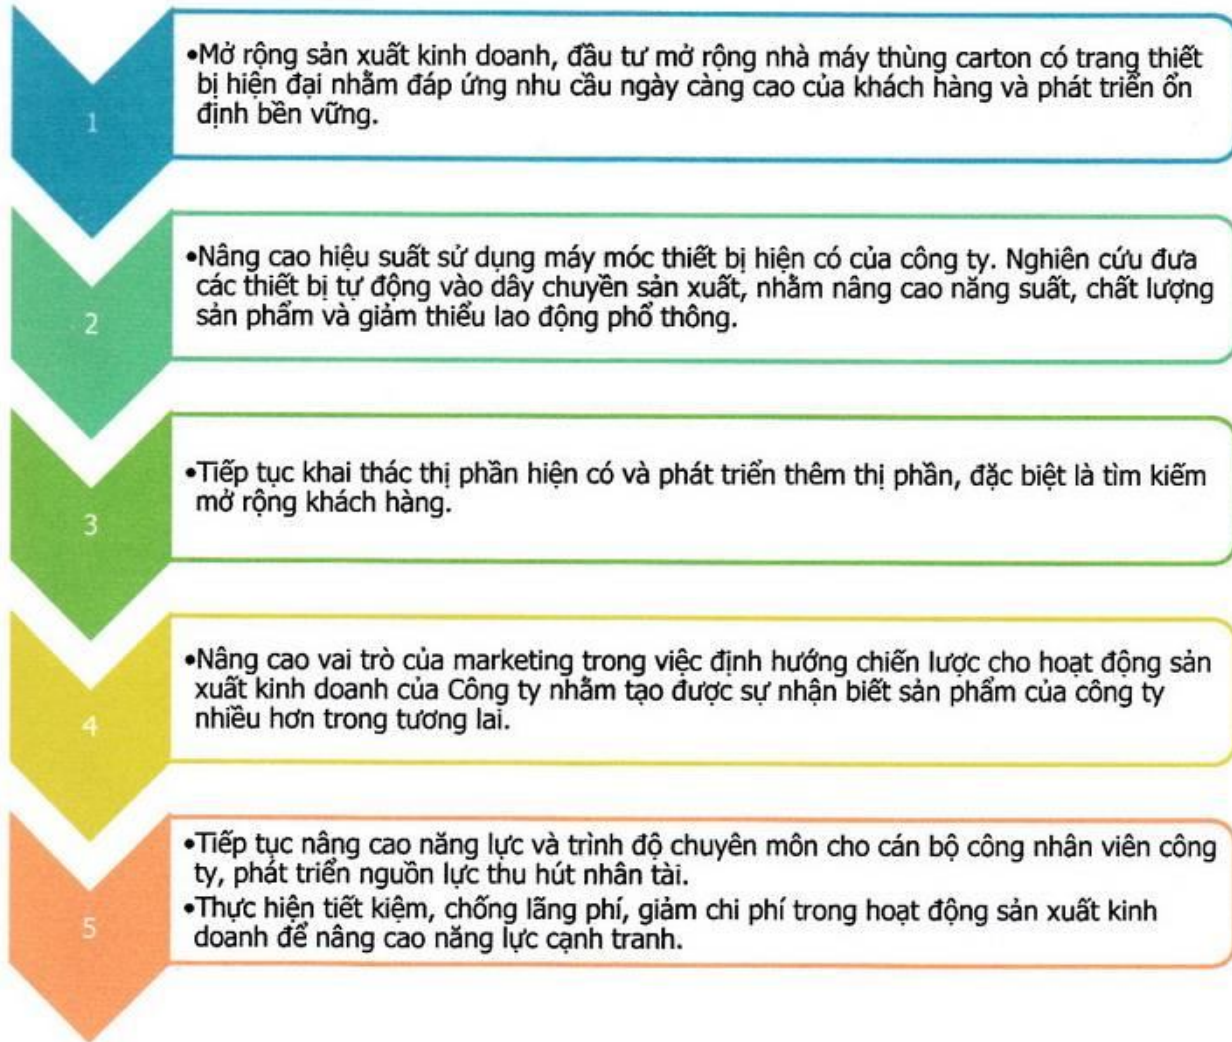 1
•Mở rộng sản xuất kinh doanh, đầu tư mở rộng nhà máy thùng carton có trang thiết
bị hiện đại nhằm đáp ứng nhu cầu ngày càng cao của khách hàng và phát triển ổn
định bền vững.
2
•Nâng cao hiệu suất sử dụng máy móc thiết bị hiện có của công ty. Nghiên cứu đưa
các thiết bị tự động vào dây chuyền sản xuất, nhằm nâng cao năng suất, chất lượng
sản phẩm và giảm thiểu lao động phổ thông.
3
•Tiếp tục khai thác thị phần hiện có và phát triển thêm thị phần, đặc biệt là tìm kiếm
mở rộng khách hàng.
4
•Nâng cao vai trò của marketing trong việc định hướng chiến lược cho hoạt động sản
xuất kinh doanh của Công ty nhằm tạo được sự nhận biết sản phẩm của công ty
nhiều hơn trong tương lai.
5
•Tiếp tục nâng cao năng lực và trình độ chuyên môn cho cán bộ công nhân viên công
ty, phát triển nguồn lực thu hút nhân tài.
•Thực hiện tiết kiệm, chống lãng phí, giảm chi phí trong hoạt động sản xuất kinh
doanh để nâng cao năng lực cạnh tranh.